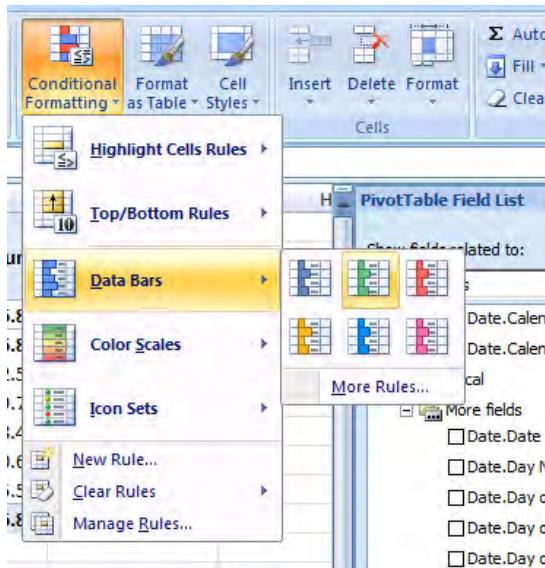 Σ Auto
Fill
Clea
Conditional Formatting
Format as Table
Cell Styles
Insert
Delete
Format
Cells
Highlight Cells Rules
≤>
Top/Bottom Rules
10
Data Bars
Color Scales
Icon Sets
New Rule...
Clear Rules
Manage Rules...
More Rules...
H
PivotTable Field List
Show fields related to:
Date.Calen
Date.Calen
cal
More fields
Date.Date
Date.Day N
Date.Day o
Date.Day o
Date.Day o